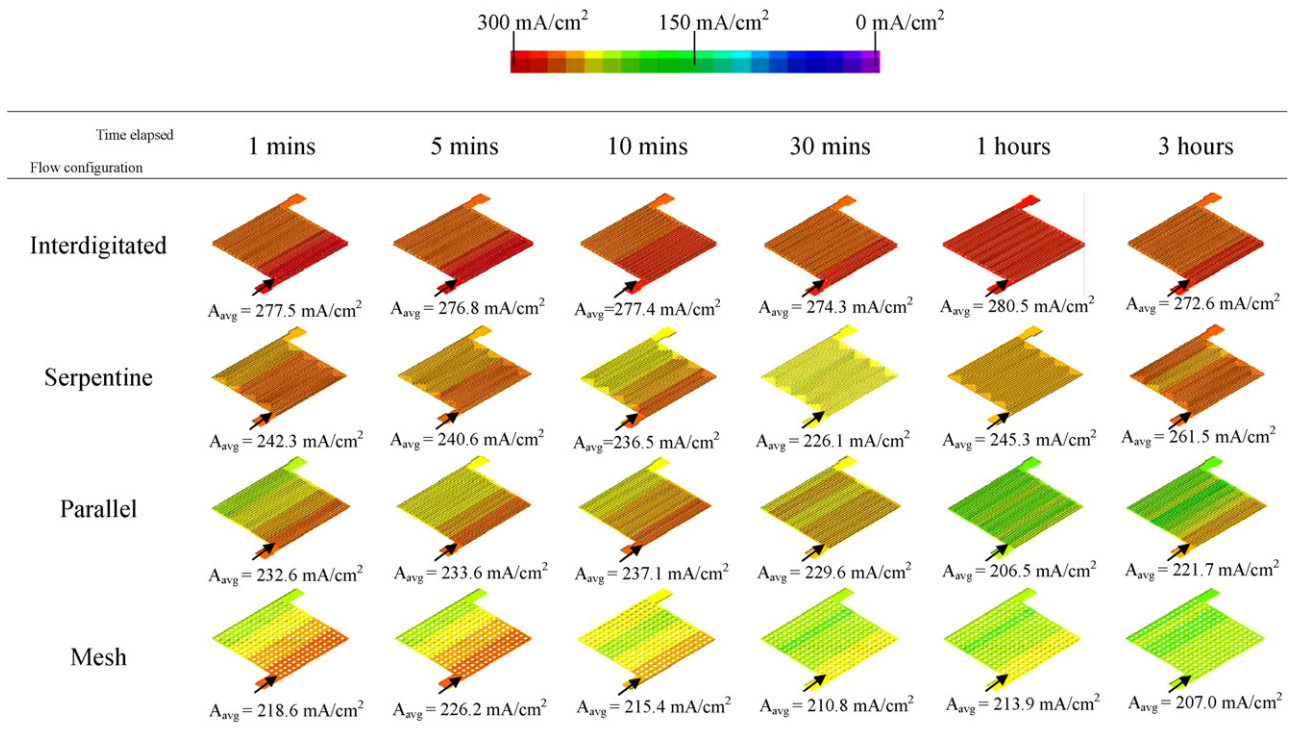 300 mA/cm² 150 mA/cm² 0 mA/cm²
Time elapsed
Flow configuration
1 mins 5 mins 10 mins 30 mins 1 hours 3 hours
Interdigitated
Aavg = 277.5 mA/cm² Aavg = 276.8 mA/cm² Aavg=277.4 mA/cm² Aavg = 274.3 mA/cm² Aavg = 280.5 mA/cm² Aavg = 272.6 mA/cm²
Serpentine
Aavg = 242.3 mA/cm² Aavg = 240.6 mA/cm² Aavg=236.5 mA/cm² Aavg = 226.1 mA/cm² Aavg = 245.3 mA/cm² Aavg = 261.5 mA/cm²
Parallel
Aavg = 232.6 mA/cm² Aavg = 233.6 mA/cm² Aavg = 237.1 mA/cm² Aavg = 229.6 mA/cm² Aavg = 206.5 mA/cm² Aavg = 221.7 mA/cm²
Mesh
Aavg = 218.6 mA/cm² Aavg = 226.2 mA/cm² Aavg = 215.4 mA/cm² Aavg = 210.8 mA/cm² Aavg = 213.9 mA/cm² Aavg = 207.0 mA/cm²